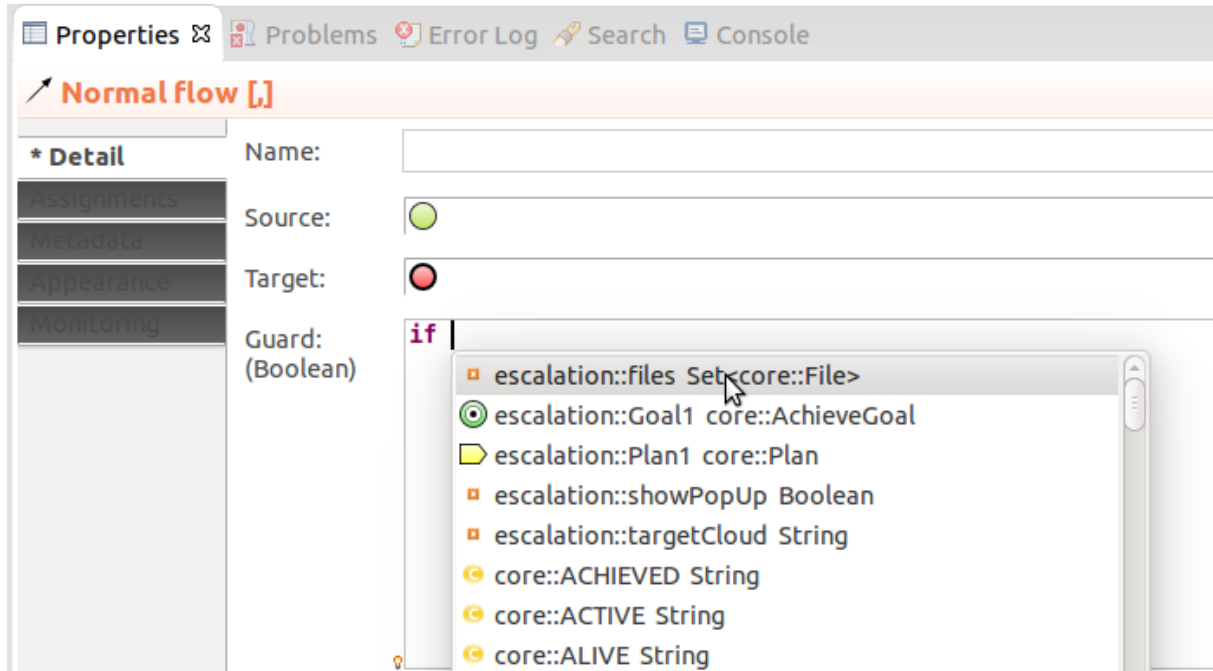 Properties Problems Error Log Search Console
Normal flow [,]
* Detail
Assignments
Metadata
Appearance
Monitoring
Name:
Source:
Target:
Guard:
(Boolean)
if
escalation::files Set<core::File>
escalation::Goal1 core::AchieveGoal
escalation::Plan1 core::Plan
escalation::showPopUp Boolean
escalation::targetCloud String
core::ACHIEVED String
core::ACTIVE String
core::ALIVE String